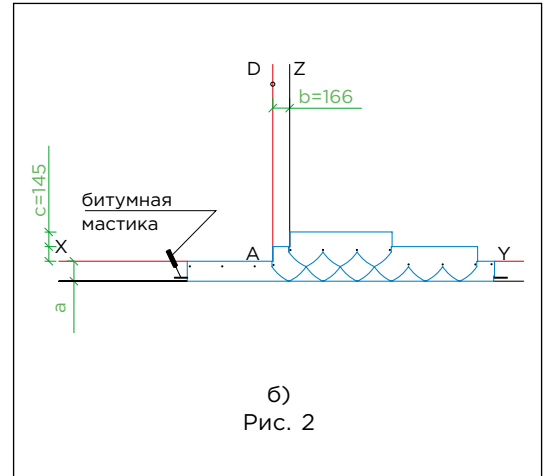 D Z
b=166
c=145
битумная
мастика
X A Y
a
б)
Рис. 2